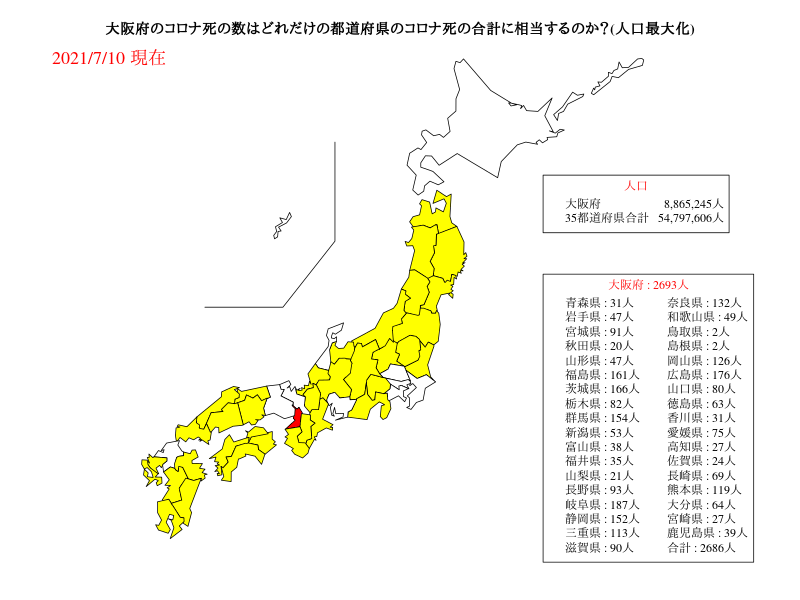 大阪府のコロナ死の数はどれだけの都道府県のコロナ死の合計に相当するのか?(人口最大化)
2021/7/10 現在
人口
大阪府 8,865,245人
35都道府県合計 54,797,606人
大阪府 : 2693人
青森県 : 31人 奈良県 : 132人
岩手県 : 47人 和歌山県 : 49人
宮城県 : 91人 鳥取県 : 2人
秋田県 : 20人 島根県 : 2人
山形県 : 47人 岡山県 : 126人
福島県 : 161人 広島県 : 176人
茨城県 : 166人 山口県 : 80人
栃木県 : 82人 徳島県 : 63人
群馬県 : 154人 香川県 : 31人
新潟県 : 53人 愛媛県 : 75人
富山県 : 38人 高知県 : 27人
福井県 : 35人 佐賀県 : 24人
山梨県 : 21人 長崎県 : 69人
長野県 : 93人 熊本県 : 119人
岐阜県 : 187人 大分県 : 64人
静岡県 : 152人 宮崎県 : 27人
三重県 : 113人 鹿児島県 : 39人
滋賀県 : 90人 合計 : 2686人